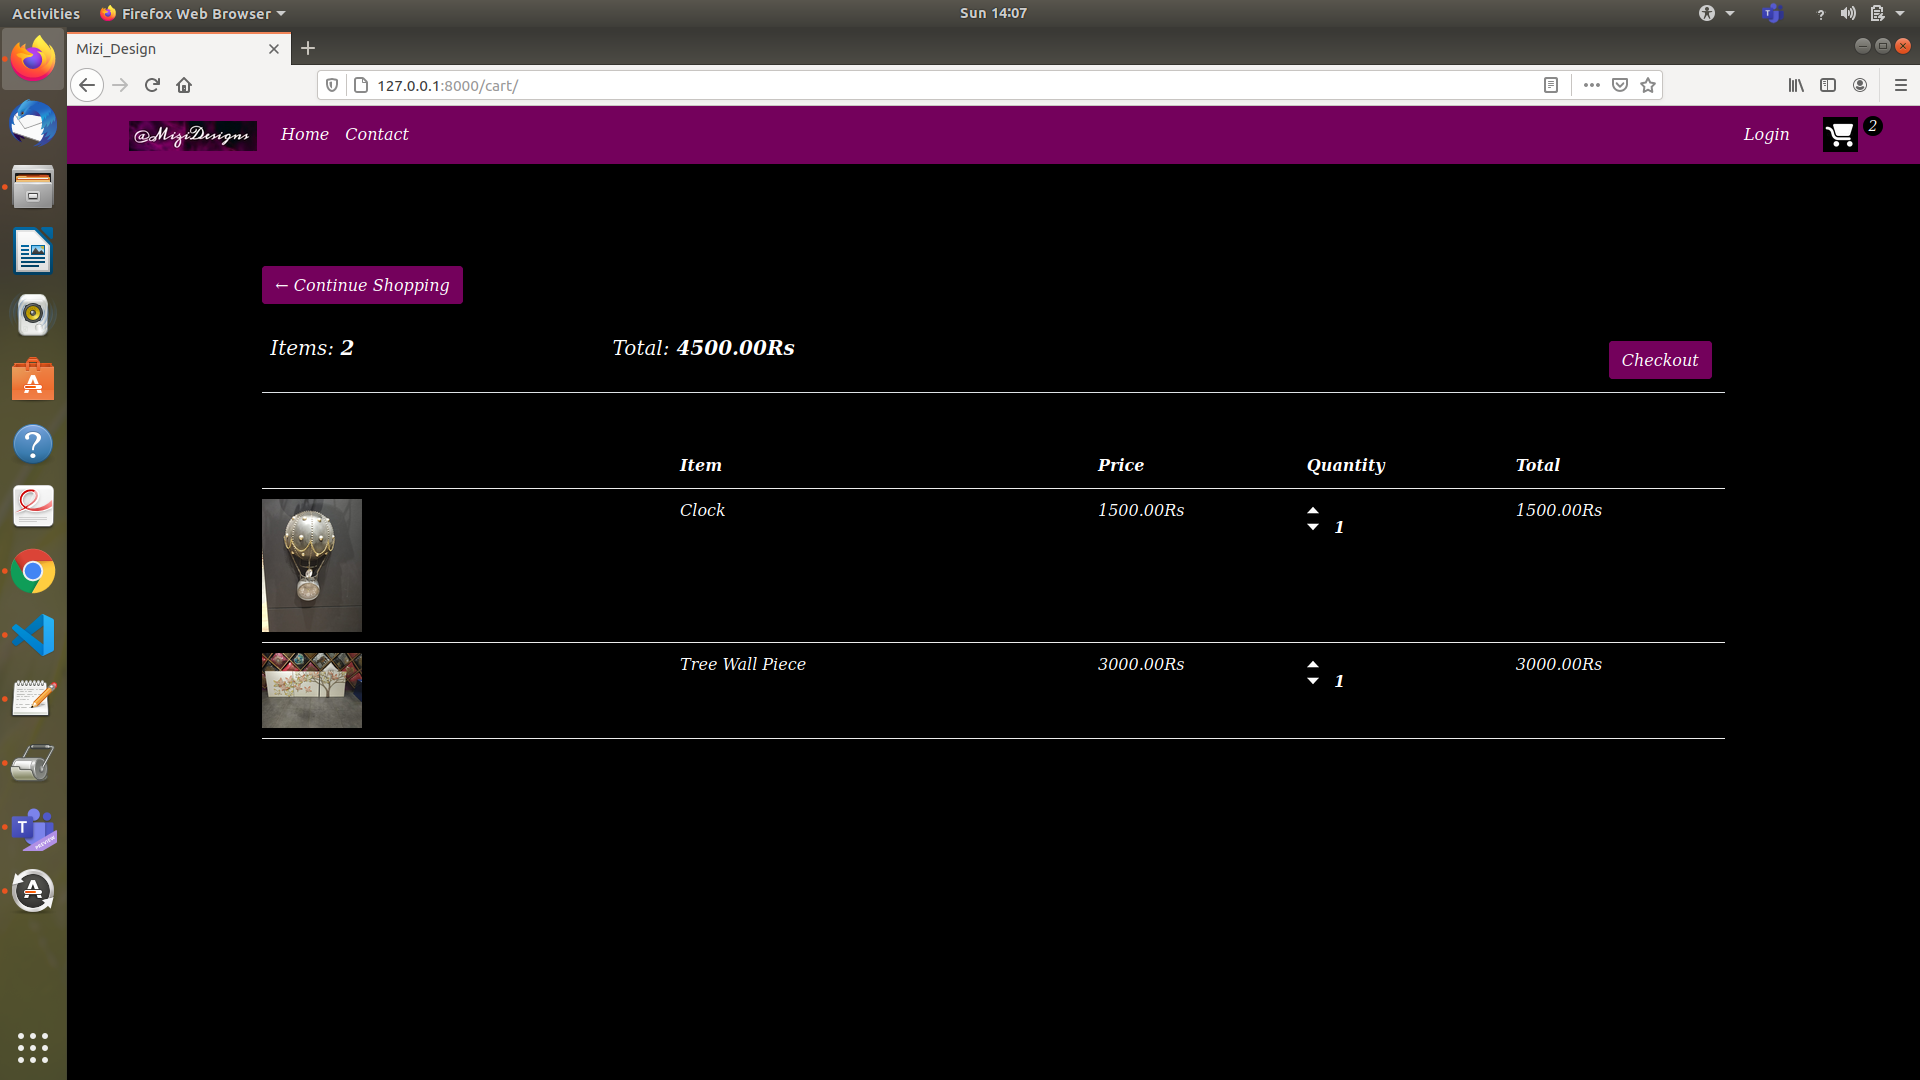 Activities Firefox Web Browser Sun 14:07
Mizi_Design
127.0.0.1:8000/cart/
@MiziDesigns Home Contact Login 2
← Continue Shopping
Items: 2 Total: 4500.00Rs
Checkout
Item Price Quantity Total
Clock 1500.00Rs 1 1500.00Rs
Tree Wall Piece 3000.00Rs 1 3000.00Rs